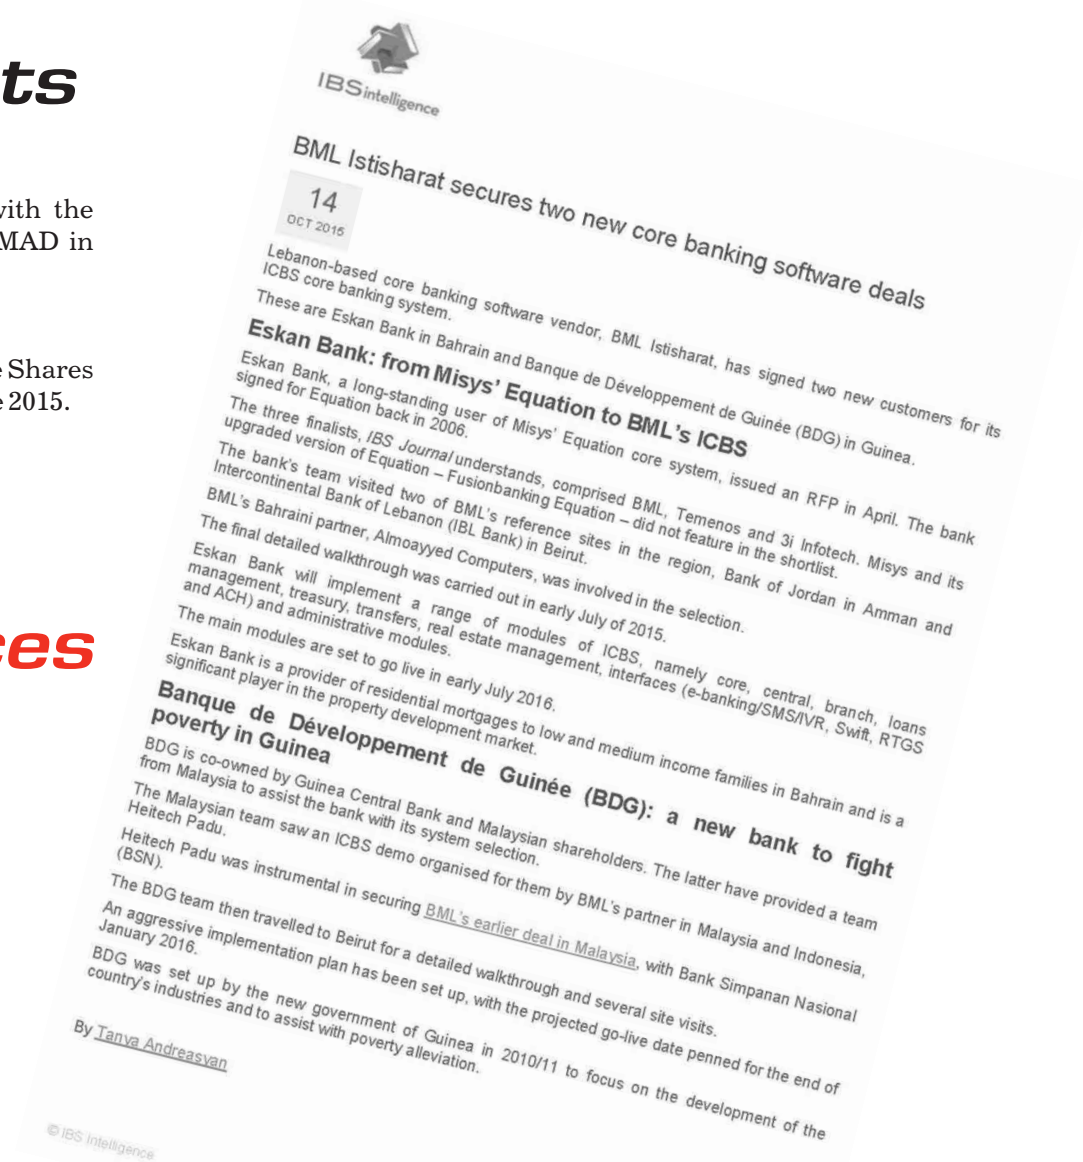 ts
with the
MAD in
e Shares
e 2015.
ces
IBSintelligence
BML Istisharat secures two new core banking software deals
14
OCT 2015
Lebanon-based core banking software vendor, BML Istisharat, has signed two new customers for its
ICBS core banking system.
These are Eskan Bank in Bahrain and Banque de Développement de Guinée (BDG) in Guinea.
Eskan Bank: from Misys’ Equation to BML’s ICBS
Eskan Bank, a long-standing user of Misys’ Equation core system, issued an RFP in April. The bank
signed for Equation back in 2006.
The three finalists, IBS Journal understands, comprised BML, Temenos and 3i Infotech. Misys and its
upgraded version of Equation – Fusionbanking Equation – did not feature in the shortlist.
The bank’s team visited two of BML’s reference sites in the region, Bank of Jordan in Amman and
Intercontinental Bank of Lebanon (IBL Bank) in Beirut.
BML’s Bahraini partner, Almoayyed Computers, was involved in the selection.
The final detailed walkthrough was carried out in early July of 2015.
Eskan Bank will implement a range of modules of ICBS, namely core, central, branch, loans
management, treasury, transfers, real estate management, interfaces (e-banking/SMS/IVR, Swift, RTGS
and ACH) and administrative modules.
The main modules are set to go live in early July 2016.
Eskan Bank is a provider of residential mortgages to low and medium income families in Bahrain and is a
significant player in the property development market.
Banque de Développement de Guinée (BDG): a new bank to fight
poverty in Guinea
BDG is co-owned by Guinea Central Bank and Malaysian shareholders. The latter have provided a team
from Malaysia to assist the bank with its system selection.
The Malaysian team saw an ICBS demo organised for them by BML’s partner in Malaysia and Indonesia,
Heitech Padu.
Heitech Padu was instrumental in securing BML’s earlier deal in Malaysia, with Bank Simpanan Nasional
(BSN).
The BDG team then travelled to Beirut for a detailed walkthrough and several site visits.
An aggressive implementation plan has been set up, with the projected go-live date penned for the end of
January 2016.
BDG was set up by the new government of Guinea in 2010/11 to focus on the development of the
country’s industries and to assist with poverty alleviation.
By Tanya Andreasyan
© IBS Intelligence